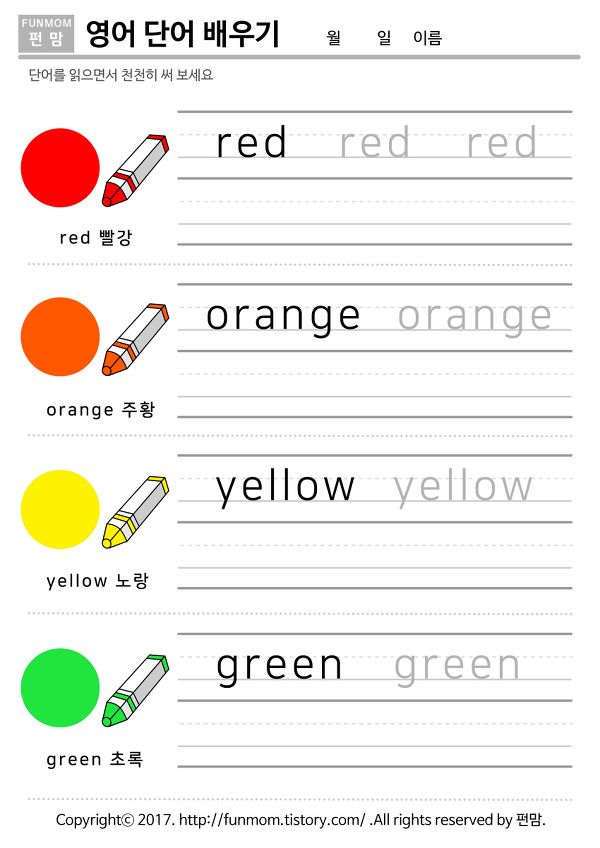 FUNMOM
펀 맘
영어 단어 배우기 월 일 이름
단어를 읽으면서 천천히 써 보세요
red red red
red 빨강
orange orange
orange 주황
yellow yellow
yellow 노랑
green green
green 초록
Copyrightⓒ 2017. http://funmom.tistory.com/ .All rights reserved by 펀맘.